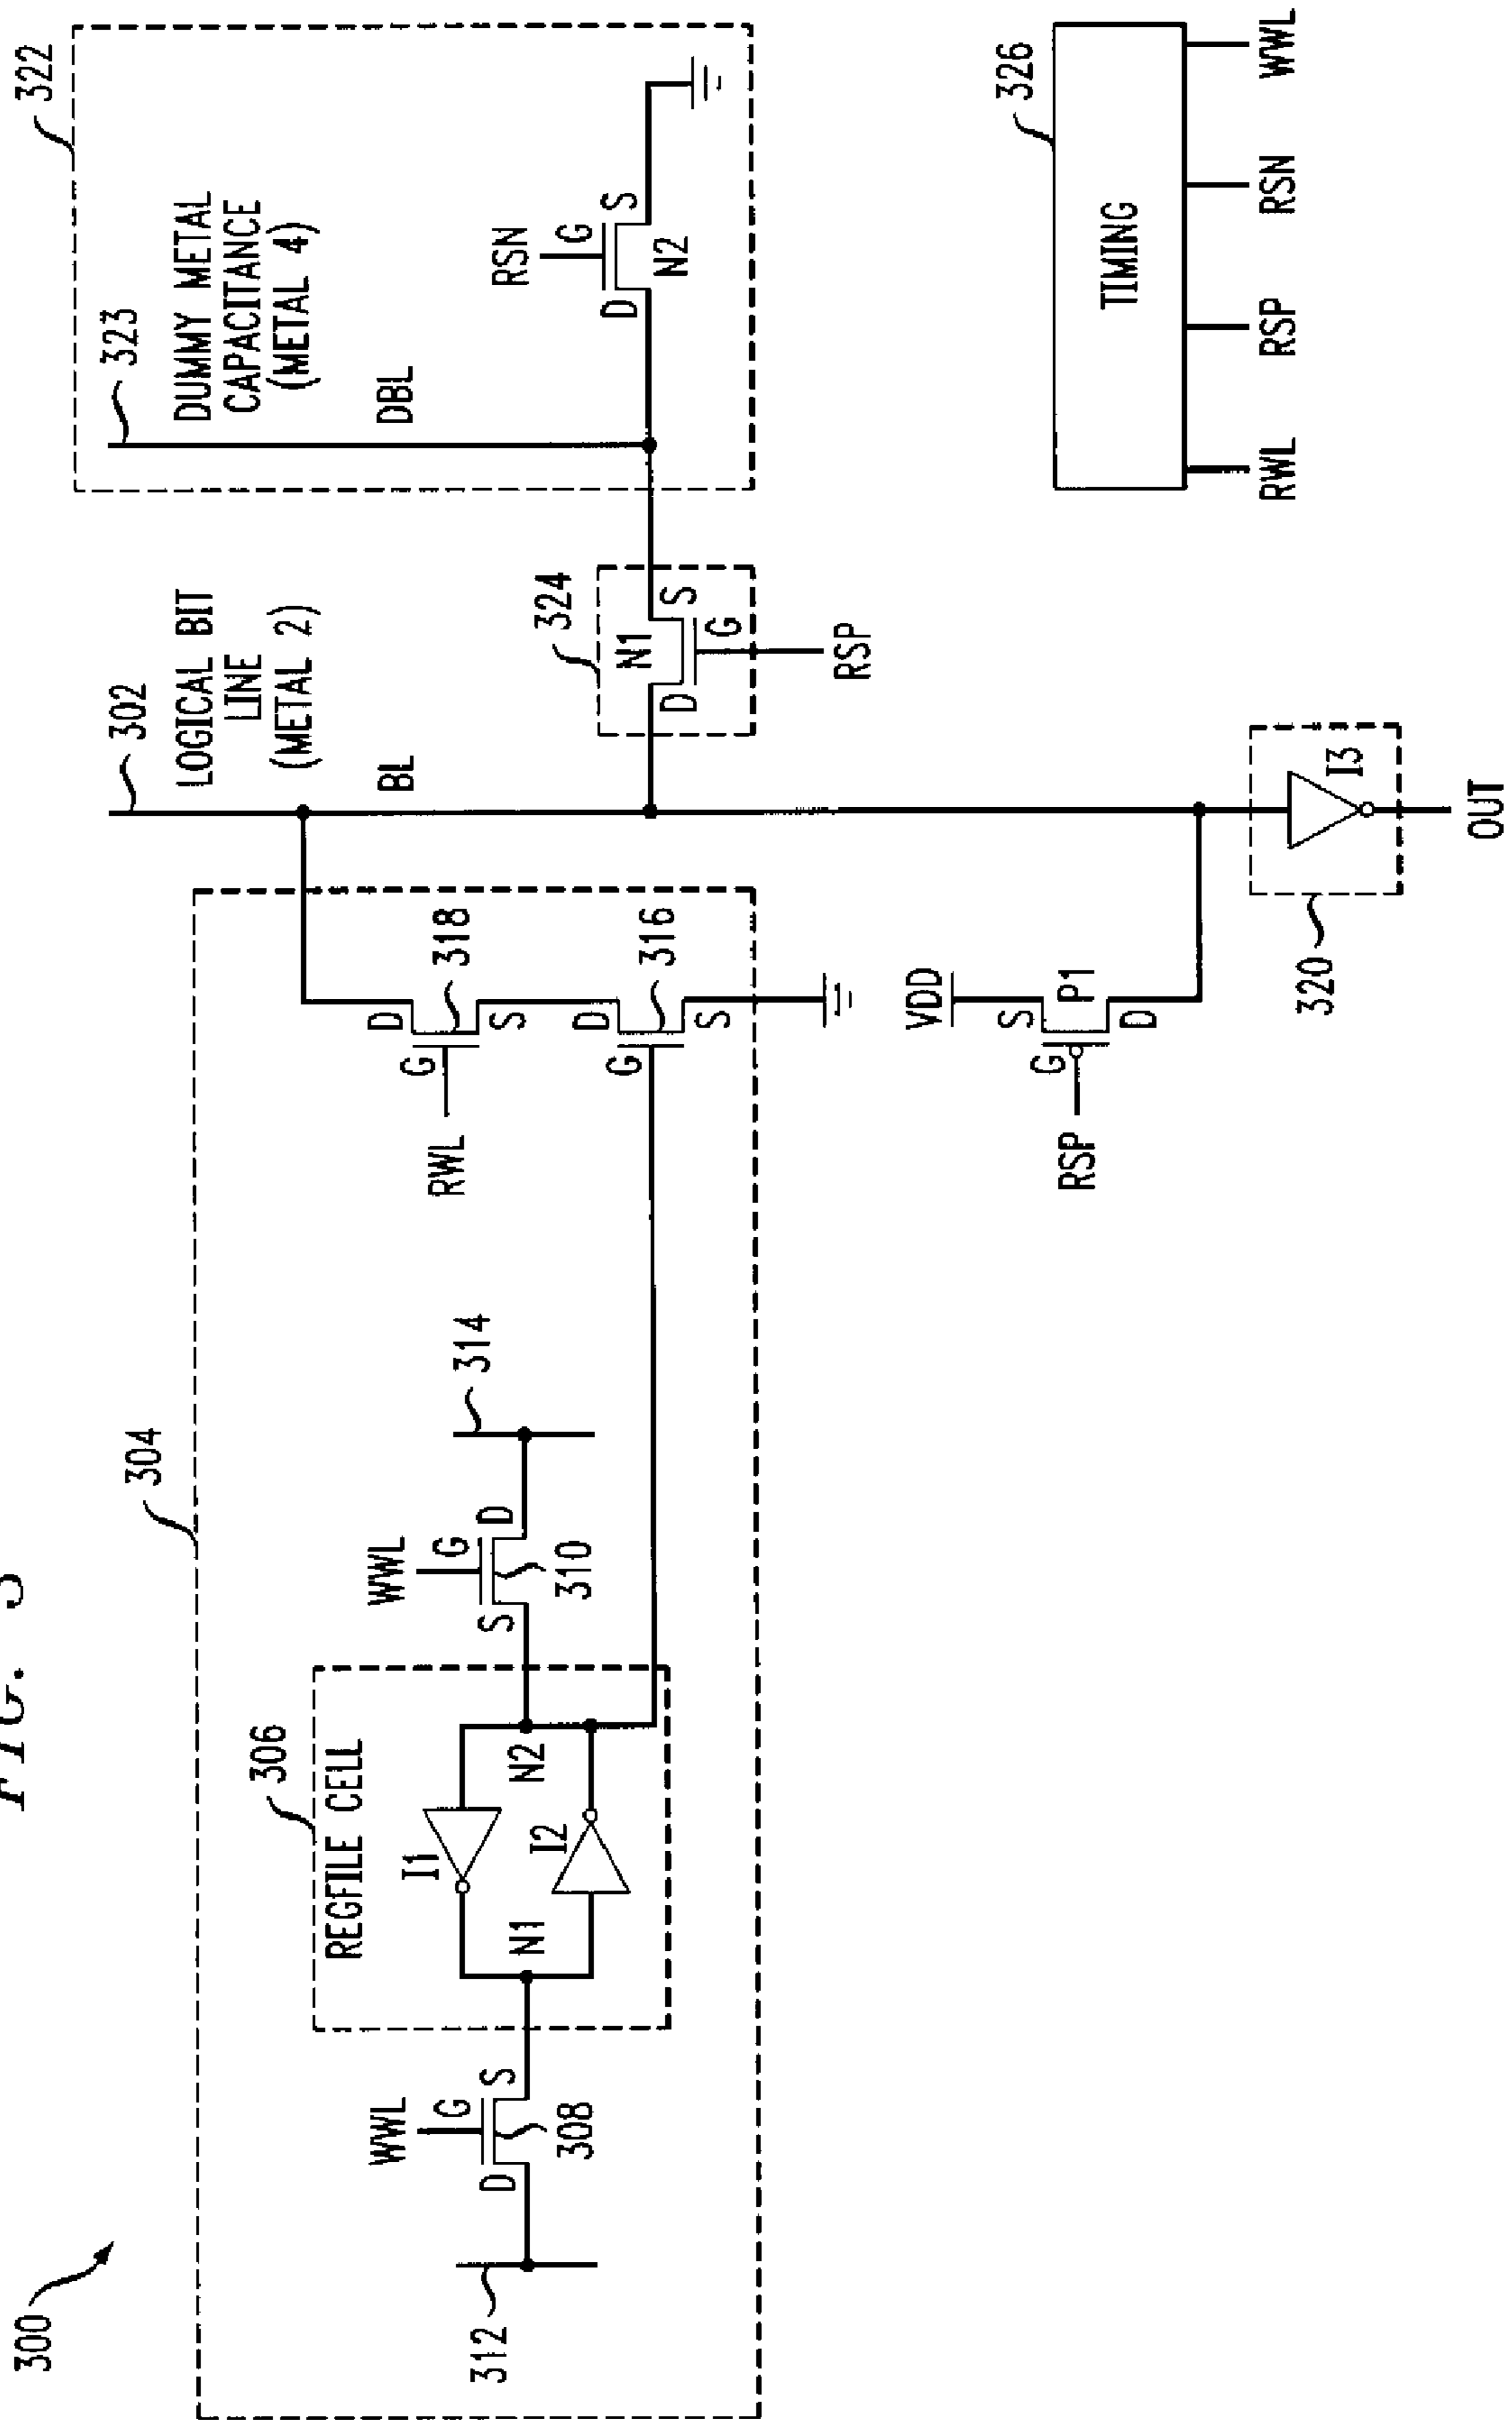 FIG. 3
300
304
302
323
322
LOGICAL BIT
LINE
(METAL 2)
DUMMY METAL
CAPACITANCE
(METAL 4)
306
REGFILE CELL
WWL
G
D
S
308
312
I1
N1
N2
I2
WWL
G
S
D
310
314
RWL
G
D
S
318
G
D
S
316
BL
DBL
324
N1
D
S
G
RSP
RSN
G
D
S
N2
VDD
RSP
G
S
D
P1
320
I3
OUT
326
TIMING
RWL
RSP
RSN
WWL